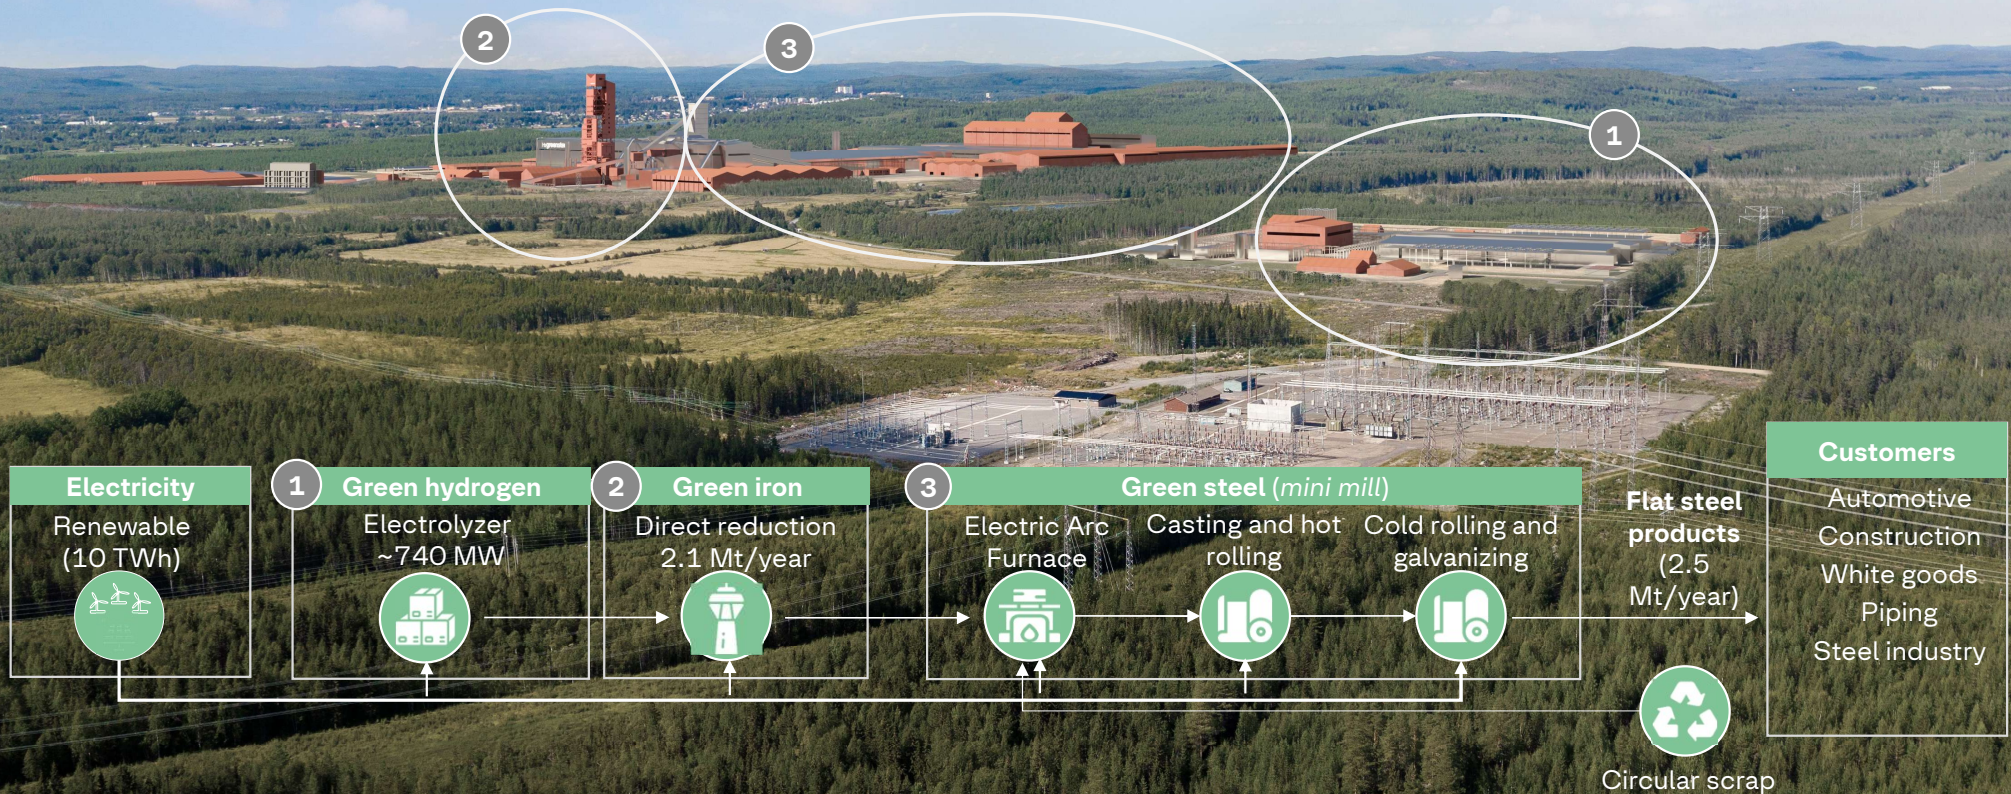 2
3
1
Electricity
Renewable
(10 TWh)
1
Green hydrogen
Electrolyzer
~740 MW
2
Green iron
Direct reduction
2.1 Mt/year
3
Green steel (mini mill)
Electric Arc
Furnace
Casting and hot
rolling
Cold rolling and
galvanizing
Flat steel
products
(2.5
Mt/year)
Customers
Automotive
Construction
White goods
Piping
Steel industry
Circular scrap